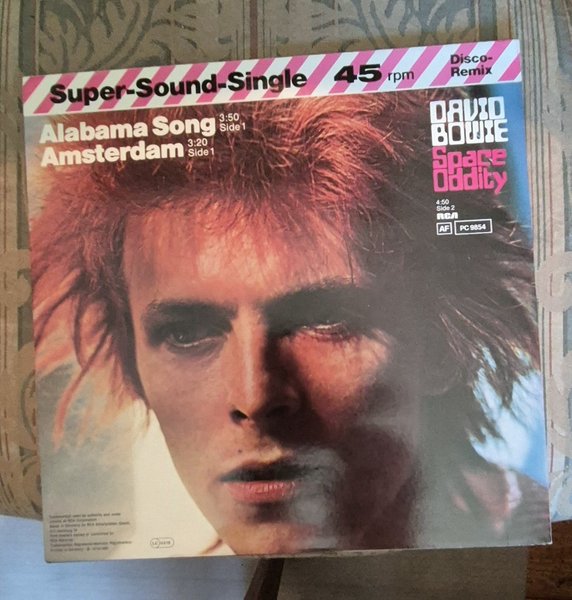 Super-Sound-Single 45 rpm
Disco-
Remix
Alabama Song 3:50
Side 1
Amsterdam 3:20
Side 1
DAVID
BOWIE
Space
Oddity
4:50
Side 2
RCA
AF PC 9854